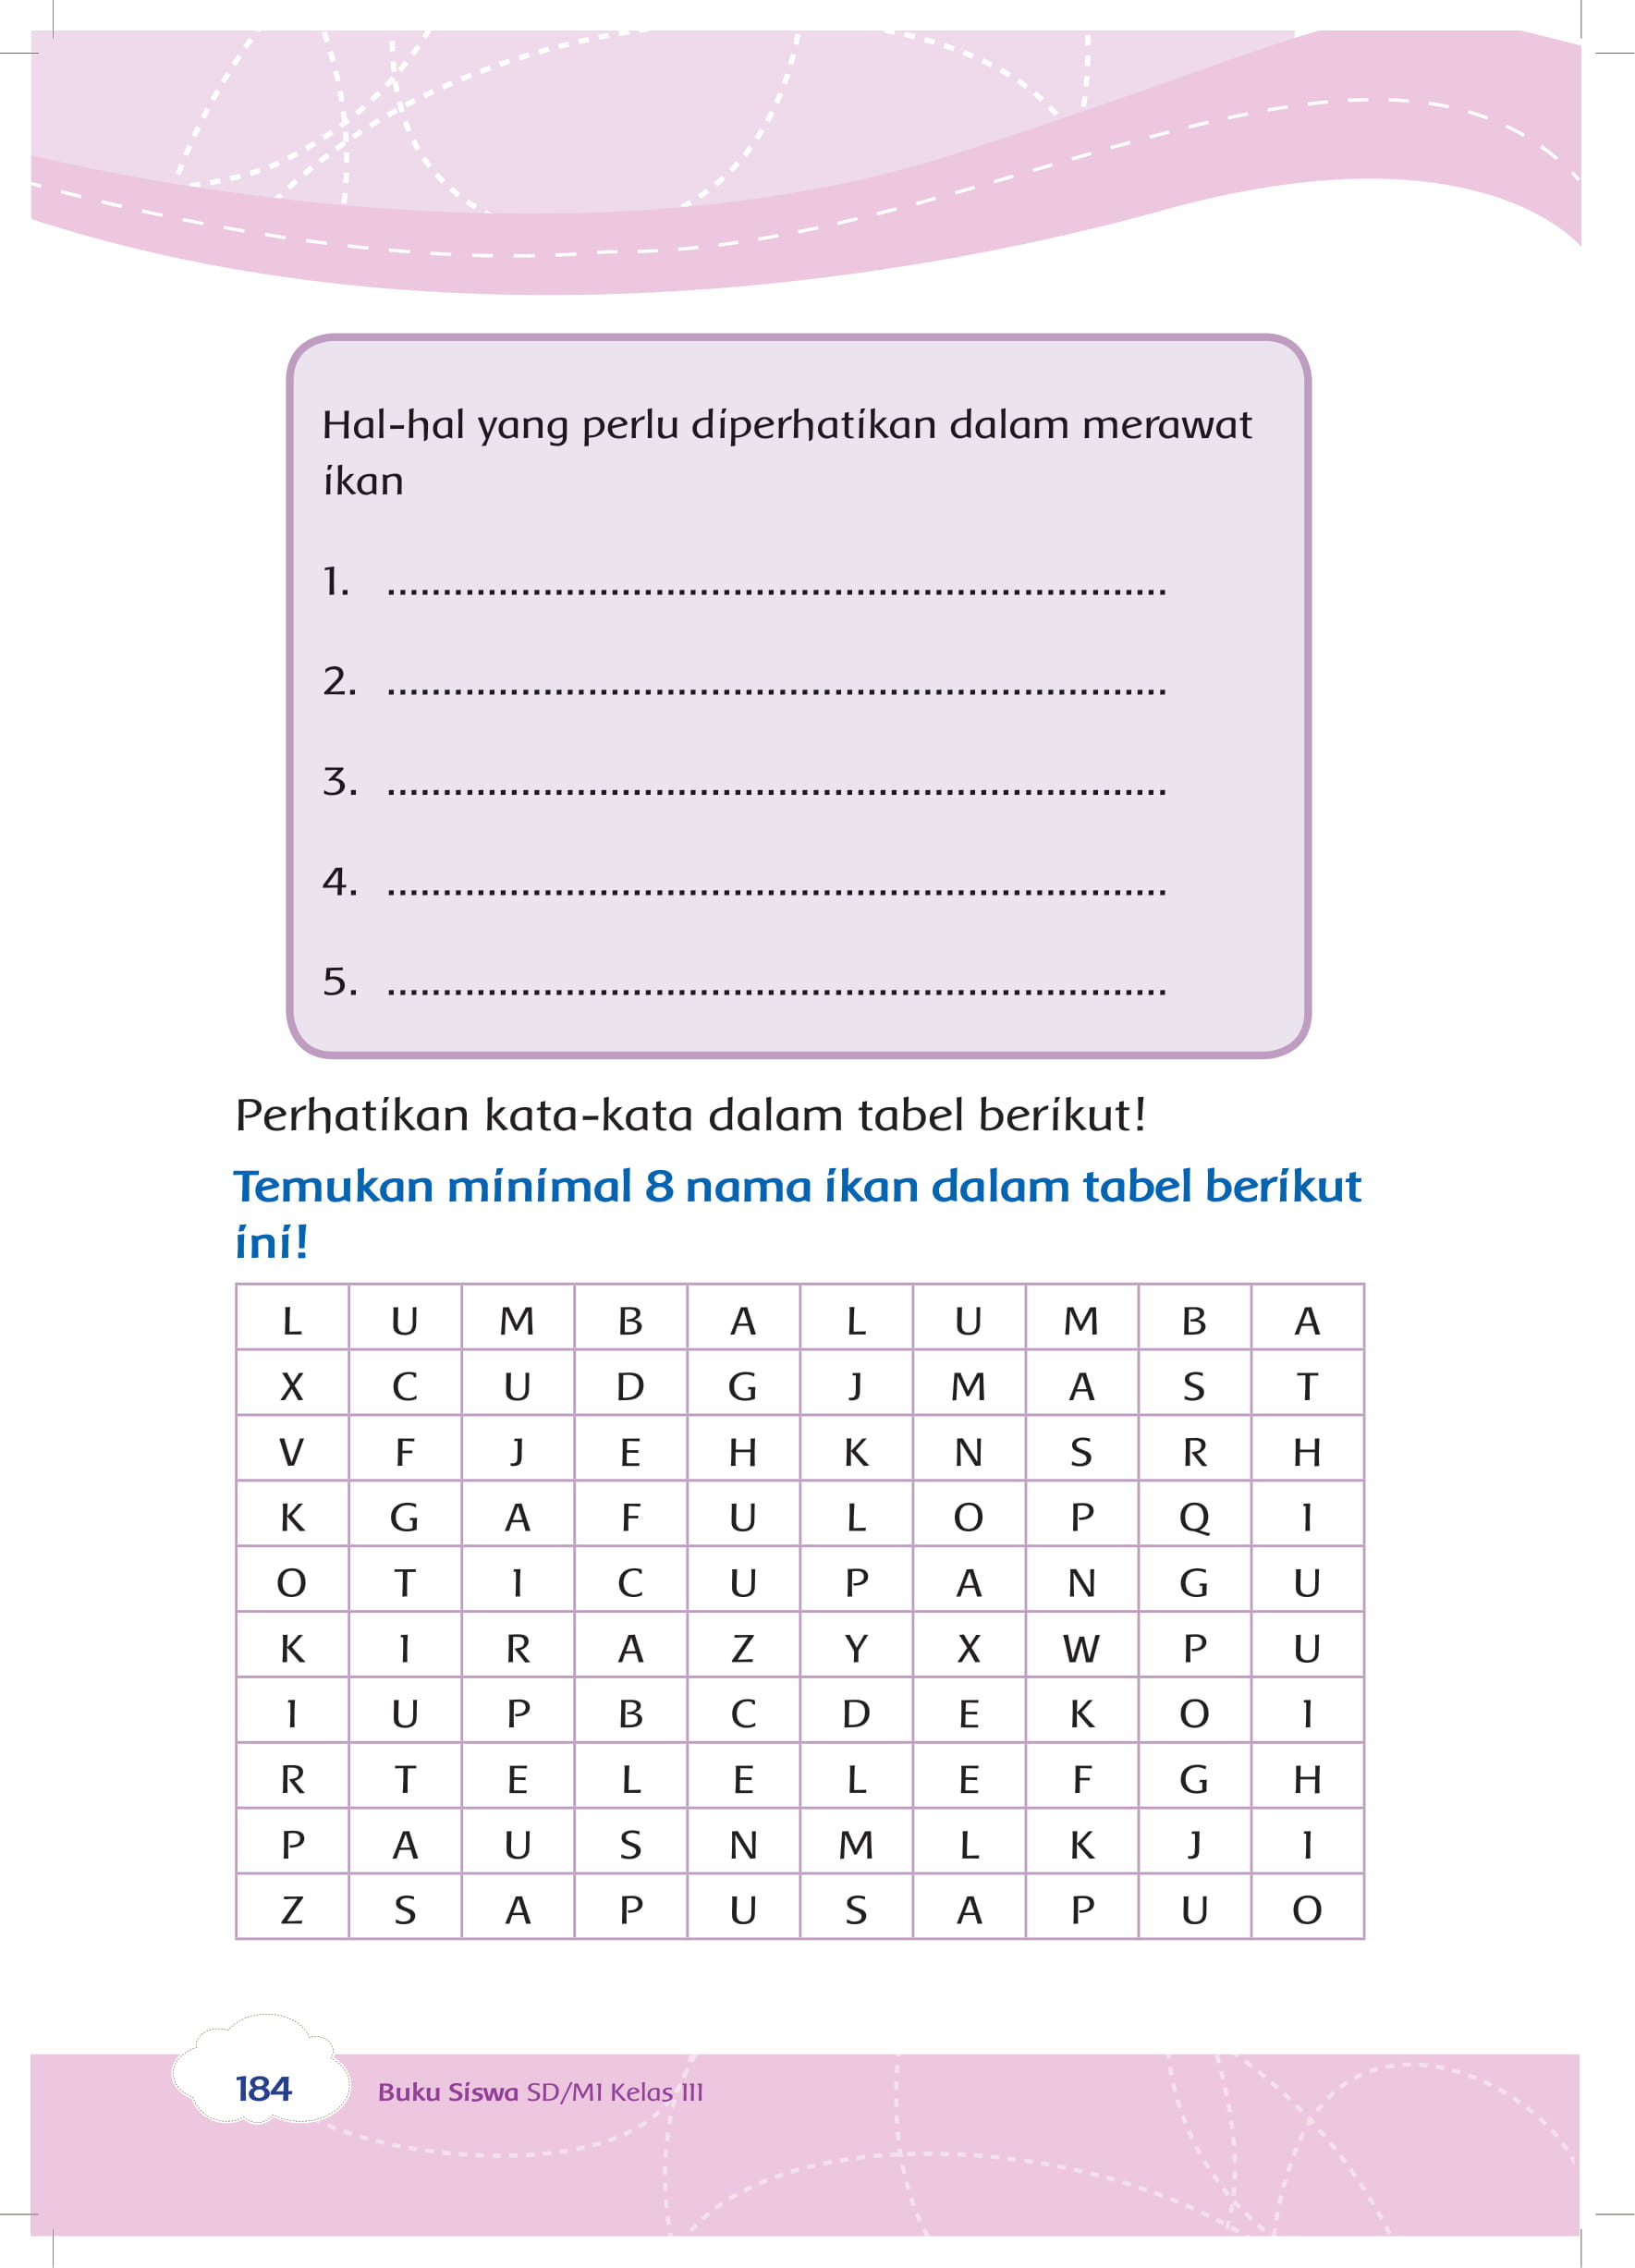 Hal-hal yang perlu diperhatikan dalam merawat
ikan
1. ......................................................................
2. ......................................................................
3. ......................................................................
4. ......................................................................
5. ......................................................................
Perhatikan kata-kata dalam tabel berikut!
Temukan minimal 8 nama ikan dalam tabel berikut
ini!
L U M B A L U M B A
X C U D G J M A S T
V F J E H K N S R H
K G A F U L O P Q I
O T I C U P A N G U
K I R A Z Y X W P U
I U P B C D E K O I
R T E L E L E F G H
P A U S N M L K J I
Z S A P U S A P U O
184 Buku Siswa SD/MI Kelas III